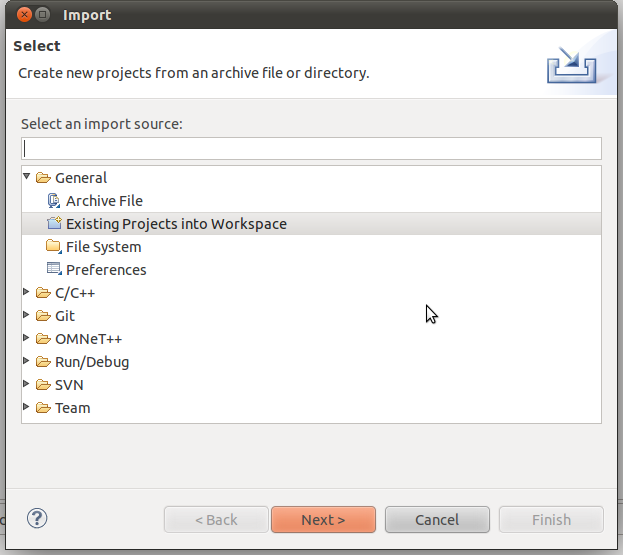 Import
Select
Create new projects from an archive file or directory.
Select an import source:
General
Archive File
Existing Projects into Workspace
File System
Preferences
C/C++
Git
OMNeT++
Run/Debug
SVN
Team
? < Back Next > Cancel Finish